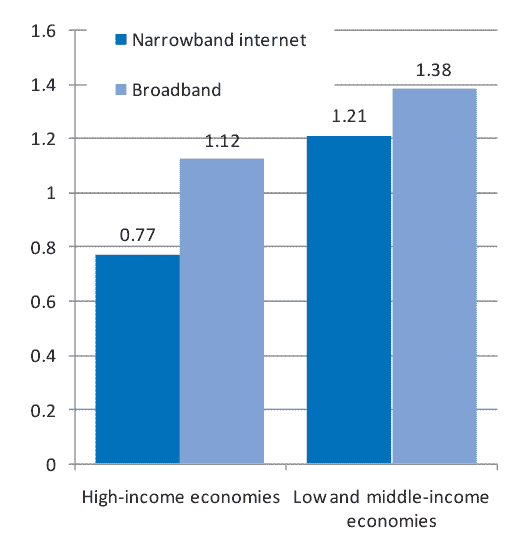 1.6
Narrowband internet
1.4
1.38
Broadband
1.21
1.2
1.12
1
0.8
0.77
0.6
0.4
0.2
0
High-income economies
Low and middle-income
economies